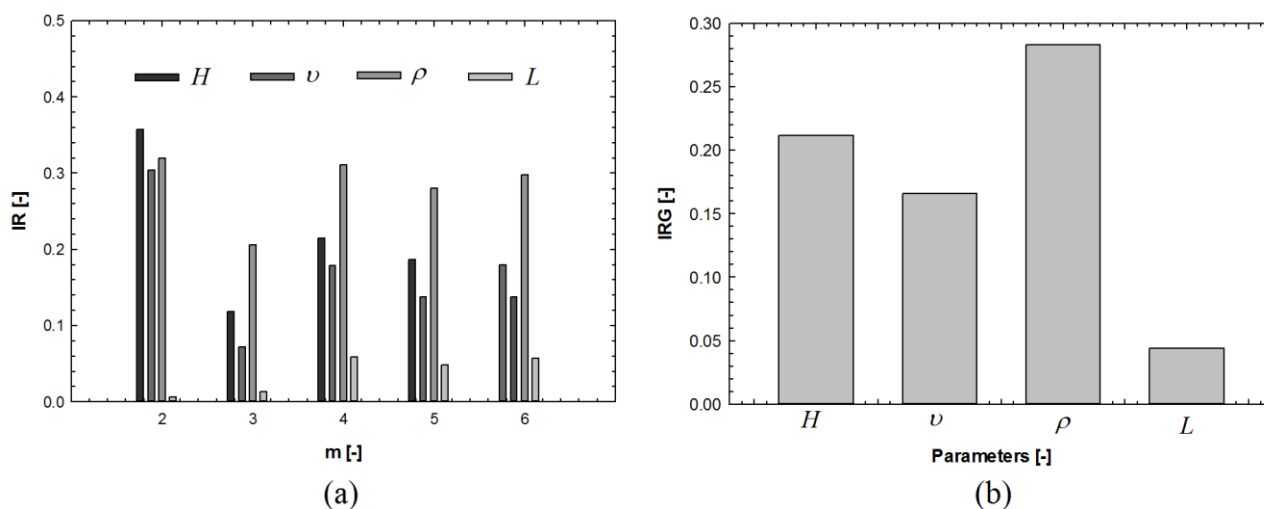 0.5
0.4
0.3
0.2
0.1
0.0
IR [-]
H υ ρ L
2 3 4 5 6
m [-]
(a)
0.30
0.25
0.20
0.15
0.10
0.05
0.00
IRG [-]
H υ ρ L
Parameters [-]
(b)